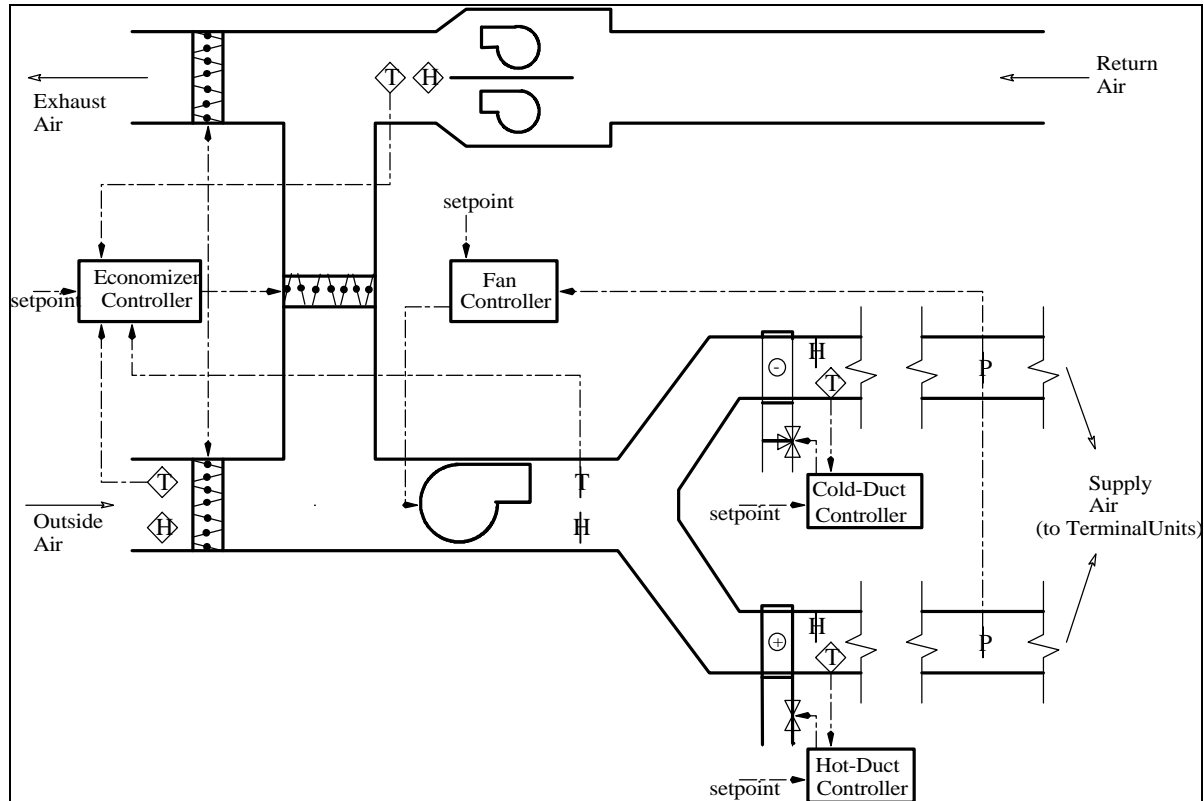 T H
Return
Air
Exhaust
Air
setpoint
Economizer
Controller
setpoint
Fan
Controller
H
-
T
P
T
H
Outside
Air
T
H
Cold-Duct
Controller
setpoint
Supply
Air
(to TerminalUnits)
H
+
T
P
Hot-Duct
Controller
setpoint